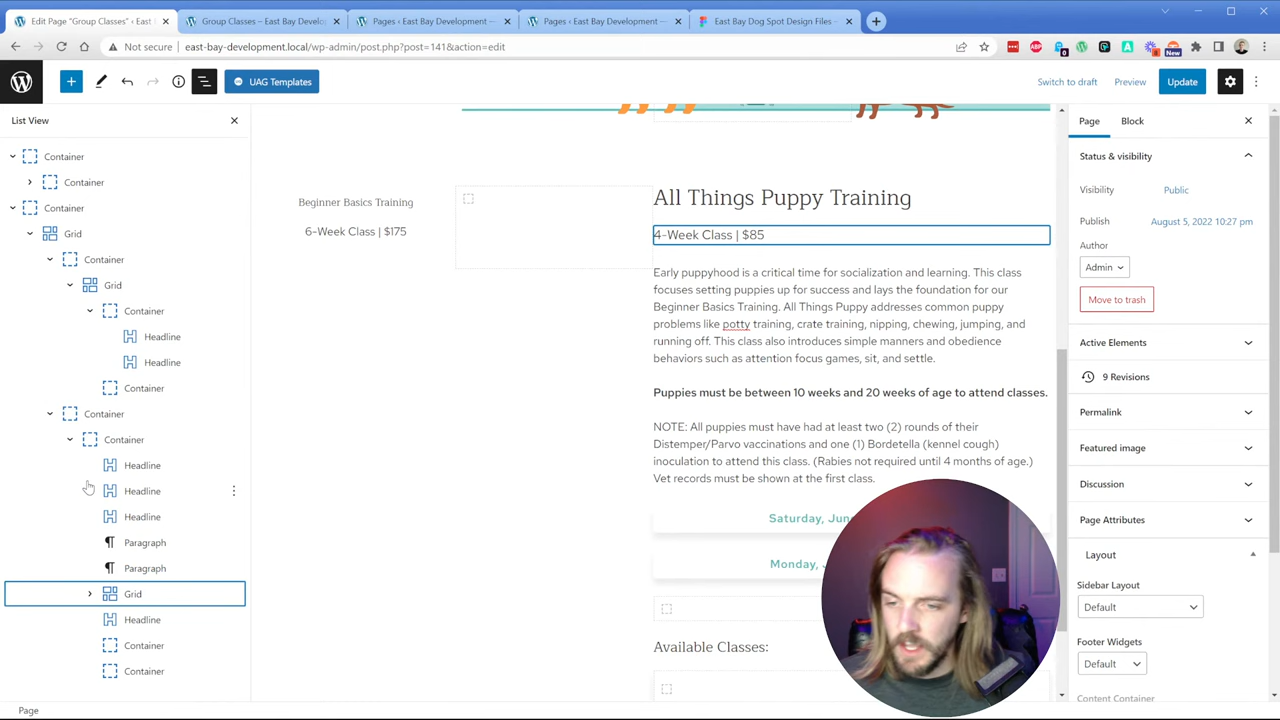 Edit Page “Group Classes” ‹ East
Group Classes – East Bay Develo
Pages ‹ East Bay Development —
Pages ‹ East Bay Development —
East Bay Dog Spot Design Files –
Not secure
east-bay-development.local/wp-admin/post.php?post=141&action=edit
ABP
New
UAG Templates
Switch to draft
Preview
Update
List View
Page
Block
Container
Container
Container
Grid
Container
Grid
Container
Headline
Headline
Container
Container
Container
Headline
Headline
Headline
Paragraph
Paragraph
Grid
Headline
Container
Container
Beginner Basics Training
6-Week Class | $175
All Things Puppy Training
4-Week Class | $85
Early puppyhood is a critical time for socialization and learning. This class
focuses setting puppies up for success and lays the foundation for our
Beginner Basics Training. All Things Puppy addresses common puppy
problems like potty training, crate training, nipping, chewing, jumping, and
running off. This class also introduces simple manners and obedience
behaviors such as attention focus games, sit, and settle.
Puppies must be between 10 weeks and 20 weeks of age to attend classes.
NOTE: All puppies must have had at least two (2) rounds of their
Distemper/Parvo vaccinations and one (1) Bordetella (kennel cough)
inoculation to attend this class. (Rabies not required until 4 months of age.)
Vet records must be shown at the first class.
Saturday, Jun
Monday,
Available Classes:
Status & visibility
Visibility
Public
Publish
August 5, 2022 10:27 pm
Author
Admin
Move to trash
Active Elements
9 Revisions
Permalink
Featured image
Discussion
Page Attributes
Layout
Sidebar Layout
Default
Footer Widgets
Default
Content Container
Page